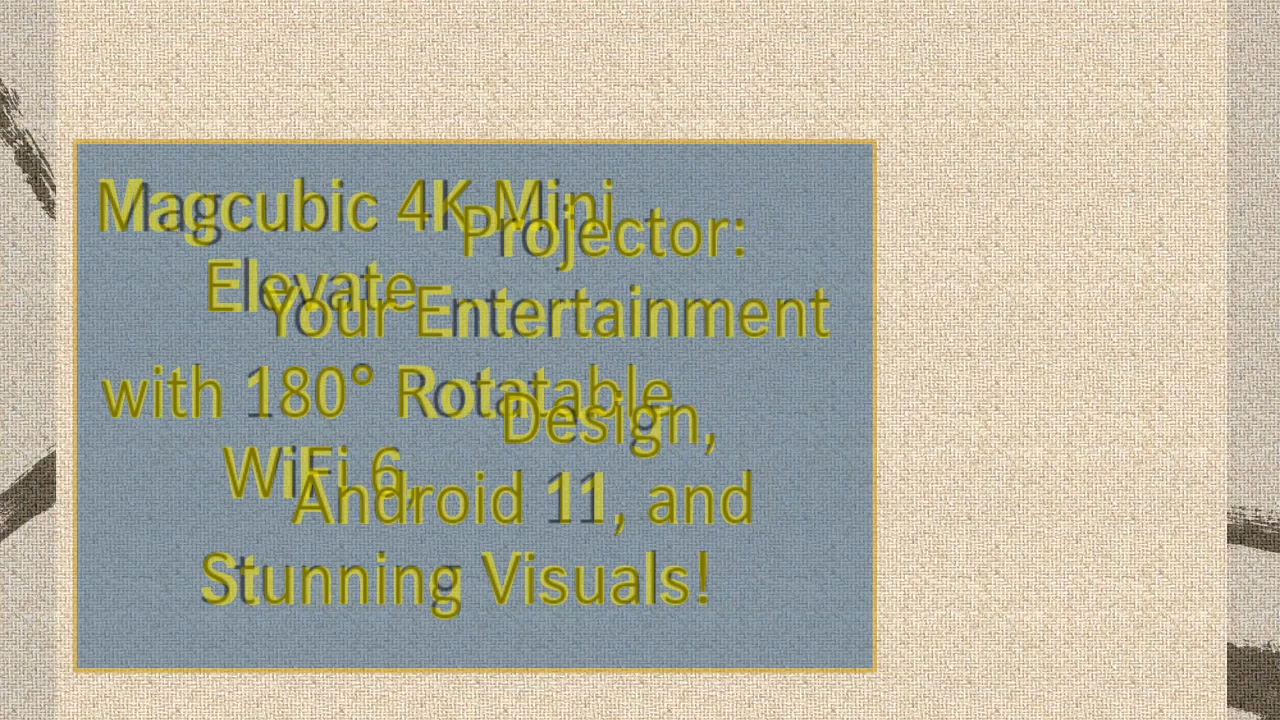 Magcubic 4K Mini
Projector:
Elevate
Your Entertainment
with 180° Rotatable
Design,
WiFi 6,
Android 11, and
Stunning Visuals!